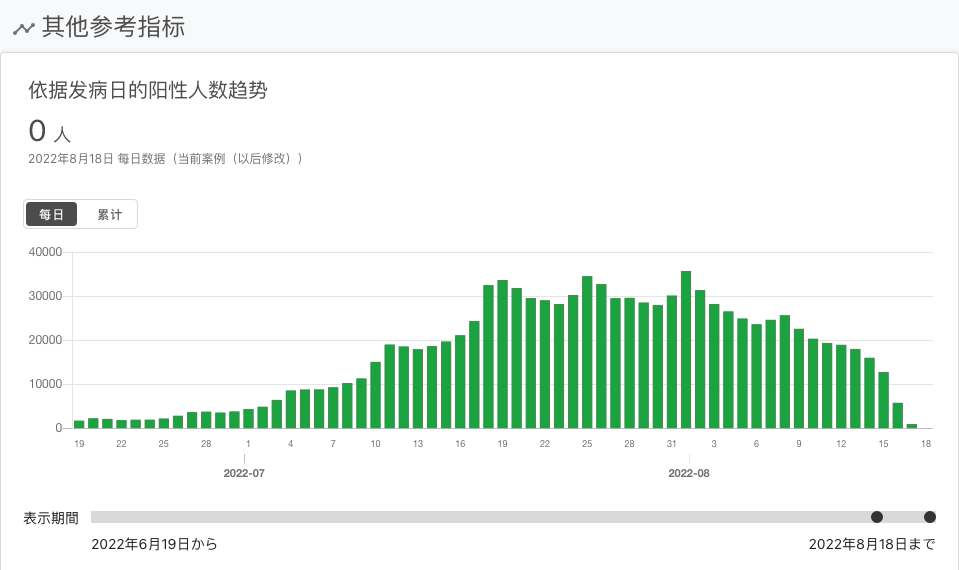 其他参考指标
依据发病日的阳性人数趋势
0 人
2022年8月18日 每日数据（当前案例（以后修改））
每日 累计
40000
30000
20000
10000
0
19 22 25 28 1 4 7 10 13 16 19 22 25 28 31 3 6 9 12 15 18
2022-07 2022-08
表示期間
2022年6月19日から 2022年8月18日まで